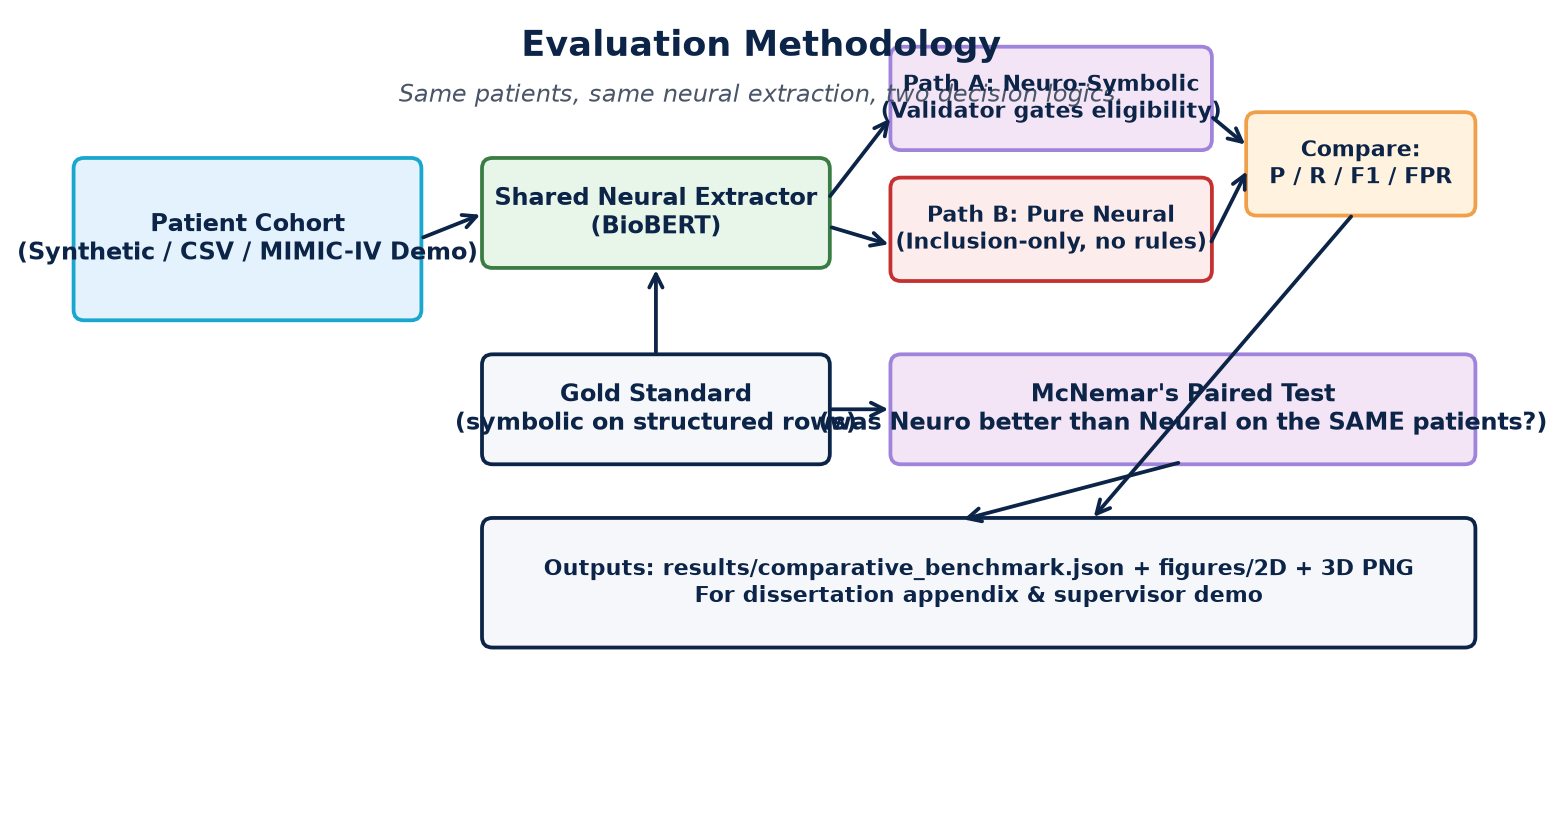 Evaluation Methodology
Same patients, same neural extraction, two decision logics.
Path A: Neuro-Symbolic
(Validator gates eligibility)
Compare:
P / R / F1 / FPR
Shared Neural Extractor
(BioBERT)
Patient Cohort
(Synthetic / CSV / MIMIC-IV Demo)
Path B: Pure Neural
(Inclusion-only, no rules)
Gold Standard
(symbolic on structured rows)
McNemar's Paired Test
(was Neuro better than Neural on the SAME patients?)
Outputs: results/comparative_benchmark.json + figures/2D + 3D PNG
For dissertation appendix & supervisor demo